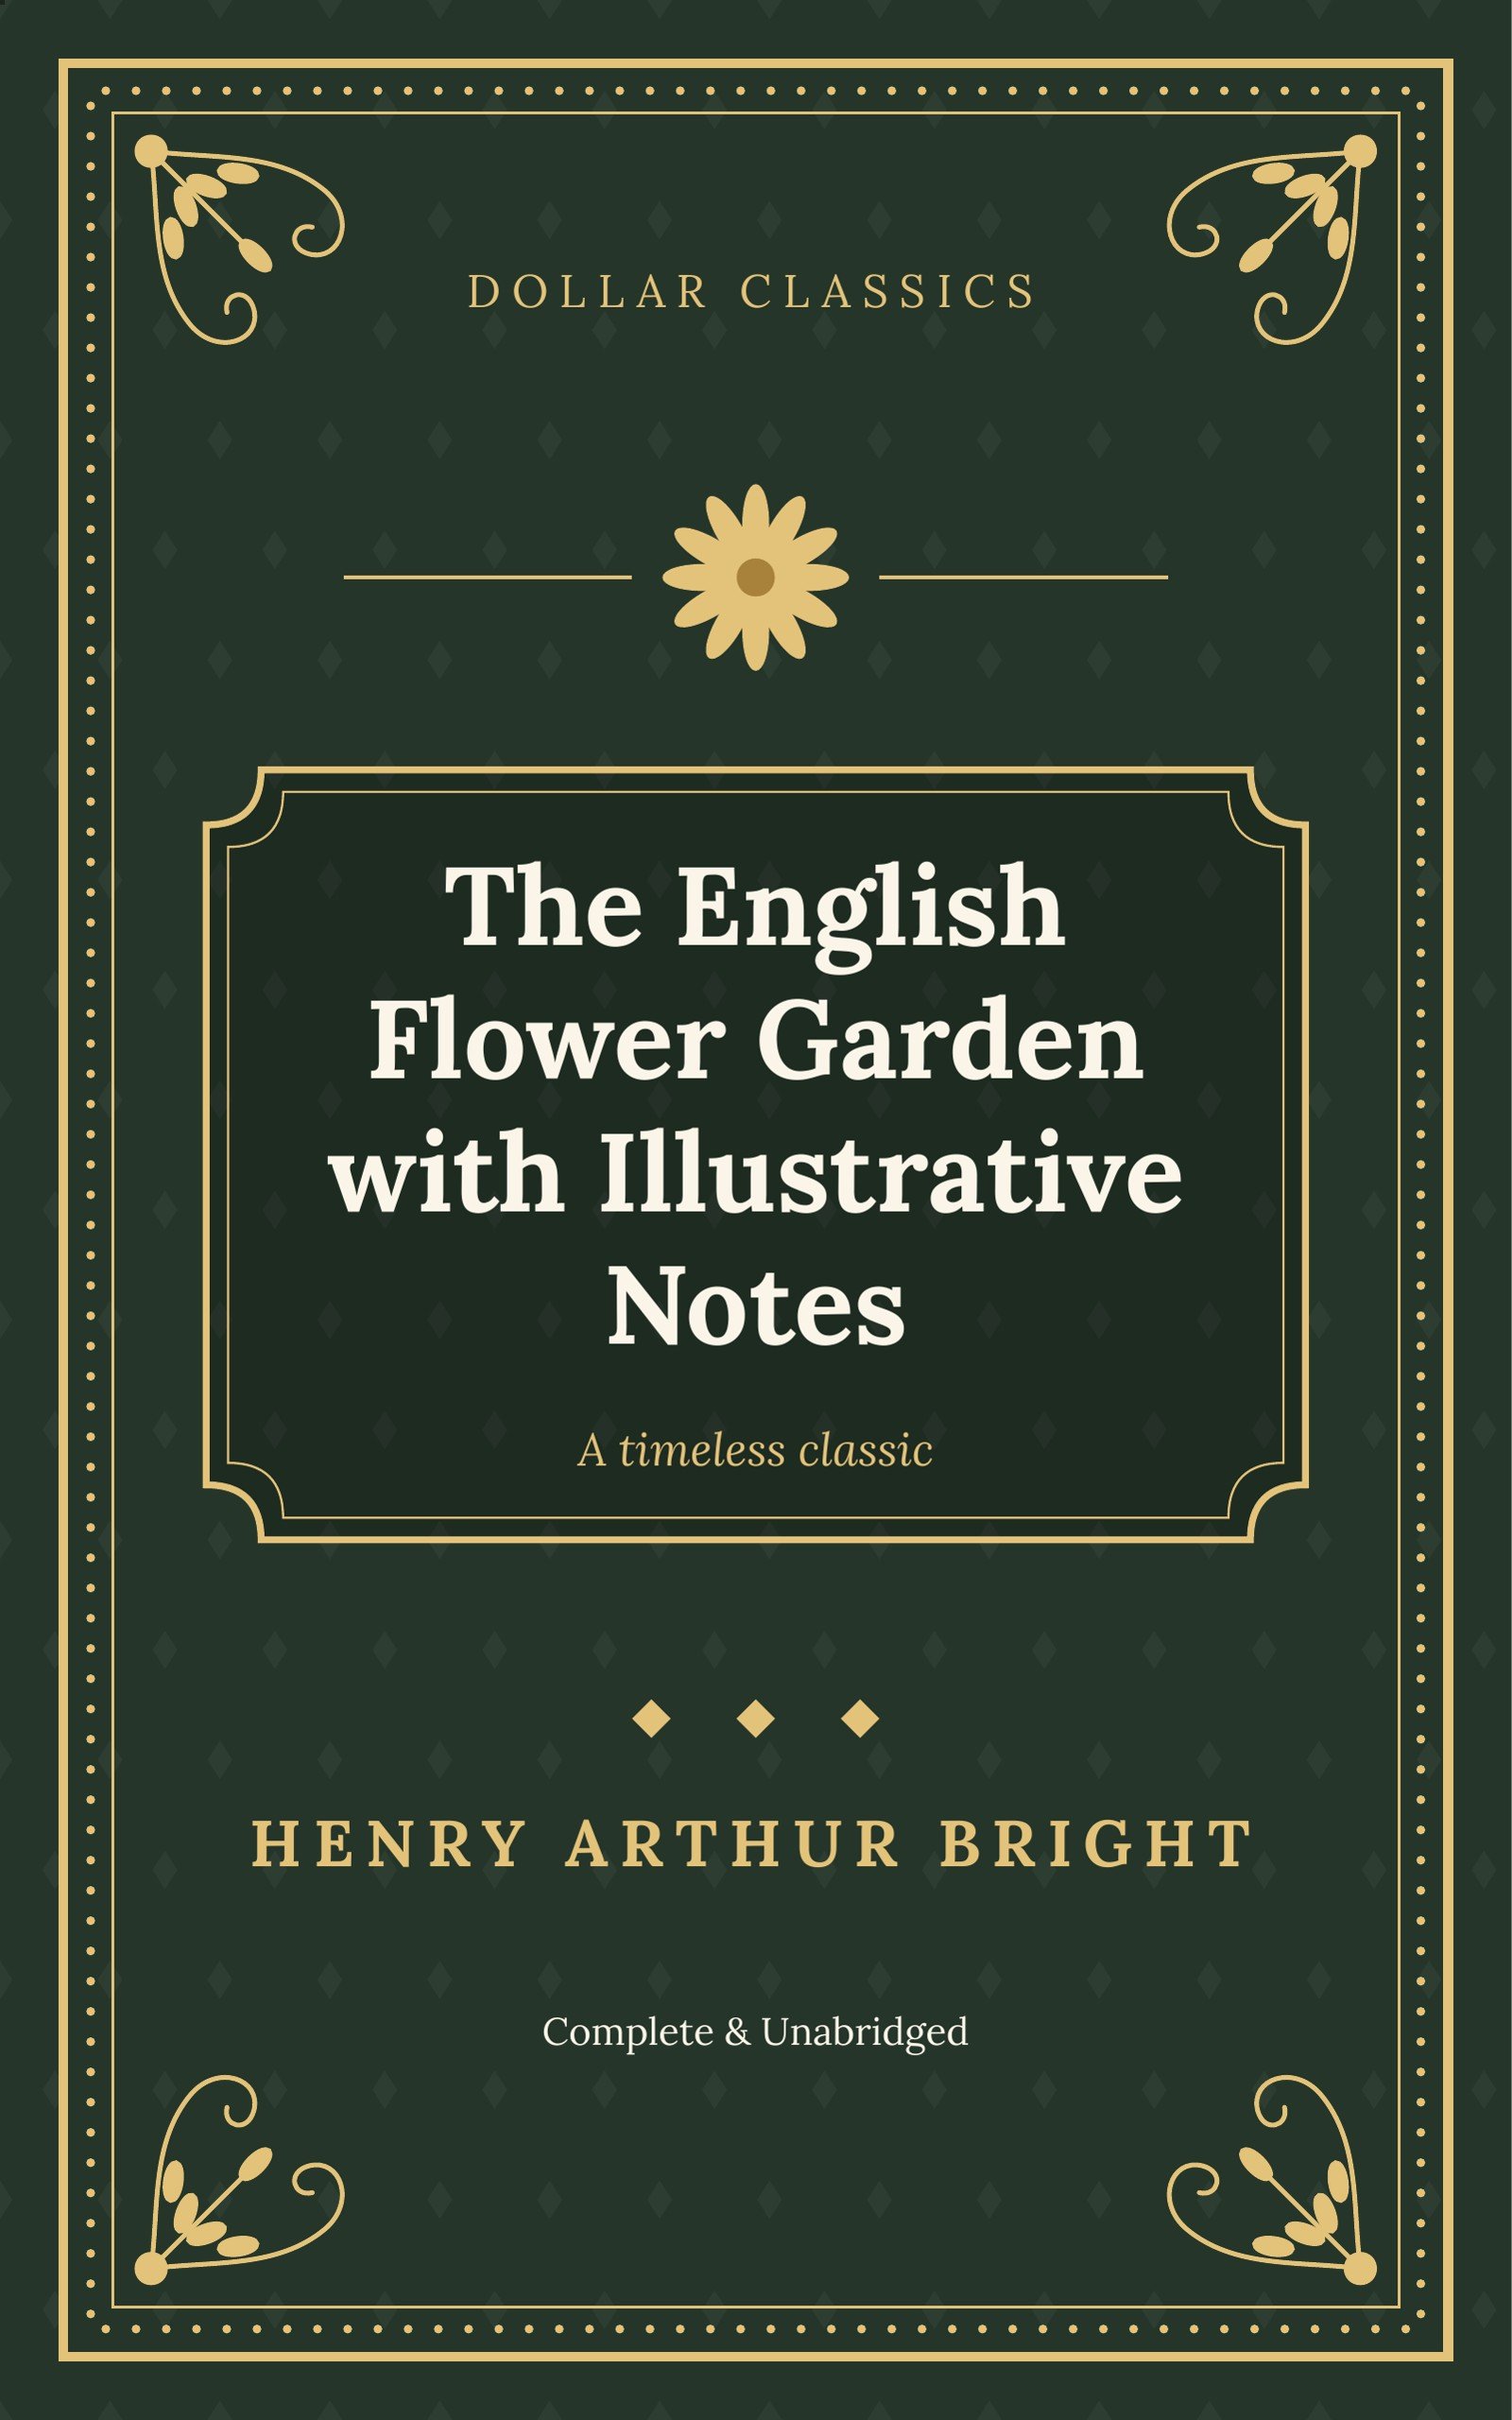 DOLLAR CLASSICS
The English
Flower Garden
with Illustrative
Notes
A timeless classic
HENRY ARTHUR BRIGHT
Complete & Unabridged